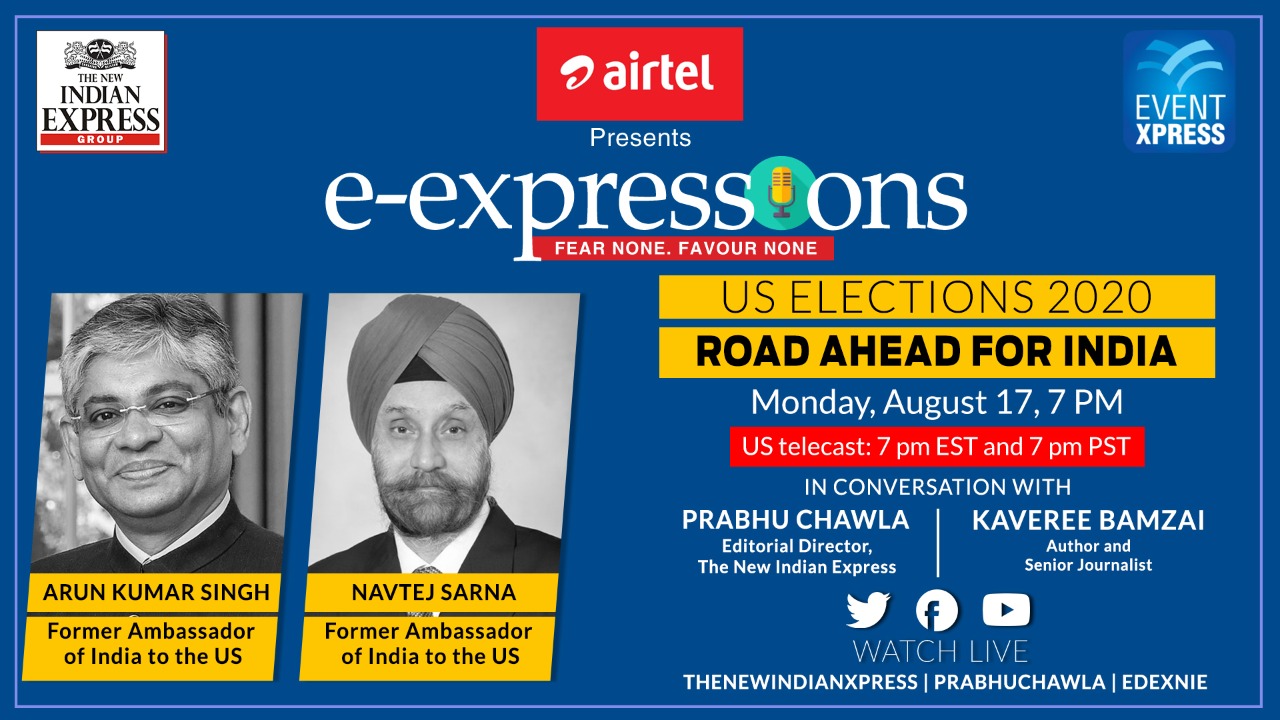 THE NEW
INDIAN
EXPRESS
GROUP
airtel
Presents
EVENT
XPRESS
e-expressions
FEAR NONE. FAVOUR NONE
US ELECTIONS 2020
ROAD AHEAD FOR INDIA
Monday, August 17, 7 PM
US telecast: 7 pm EST and 7 pm PST
IN CONVERSATION WITH
PRABHU CHAWLA
Editorial Director,
The New Indian Express
KAVEREE BAMZAI
Author and
Senior Journalist
ARUN KUMAR SINGH
Former Ambassador
of India to the US
NAVTEJ SARNA
Former Ambassador
of India to the US
WATCH LIVE
THENEWINDIANXPRESS | PRABHUCHAWLA | EDEXNIE